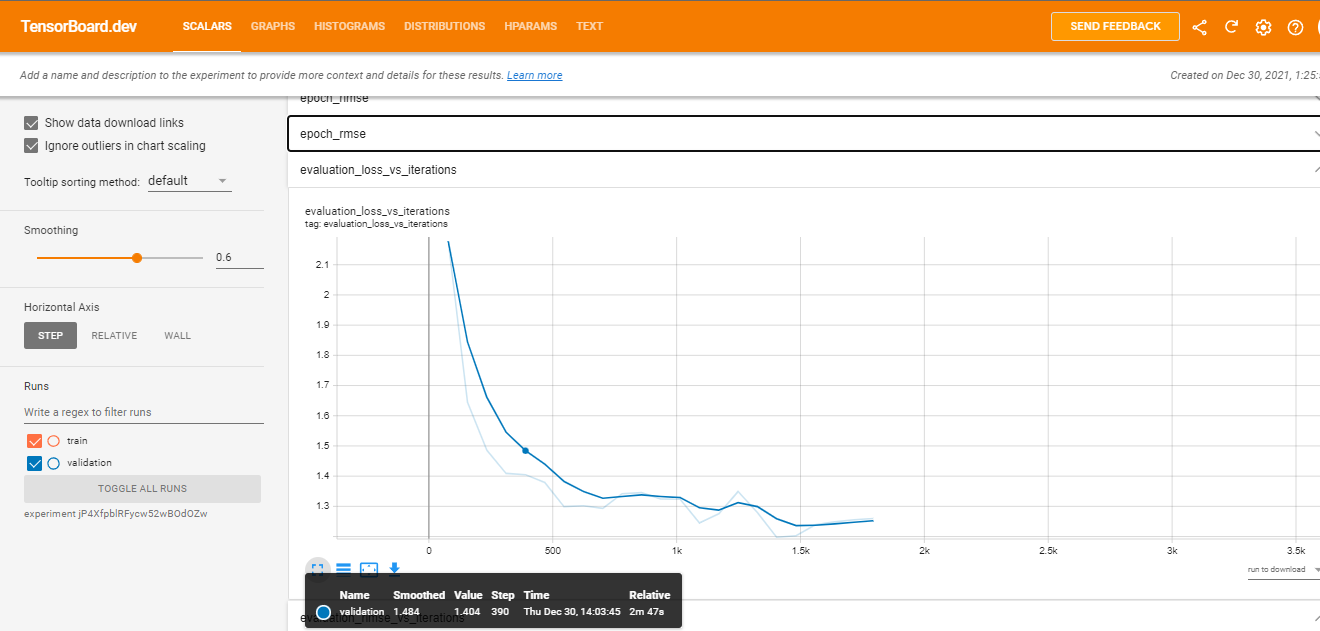 TensorBoard.dev SCALARS GRAPHS HISTOGRAMS DISTRIBUTIONS HPARAMS TEXT SEND FEEDBACK
Add a name and description to the experiment to provide more context and details for these results. Learn more
Created on Dec 30, 2021, 1:25:
Show data download links
Ignore outliers in chart scaling
Tooltip sorting method: default
Smoothing
0.6
Horizontal Axis
STEP RELATIVE WALL
Runs
Write a regex to filter runs
train
validation
TOGGLE ALL RUNS
experiment jP4XfpblRFycw52wBOdOZw
epoch_nmse
epoch_rmse
evaluation_loss_vs_iterations
evaluation_loss_vs_iterations
tag: evaluation_loss_vs_iterations
2.1
2
1.9
1.8
1.7
1.6
1.5
1.4
1.3
0 500 1k 1.5k 2k 2.5k 3k 3.5k
run to download
Name Smoothed Value Step Time Relative
validation 1.484 1.404 390 Thu Dec 30, 14:03:45 2m 47s